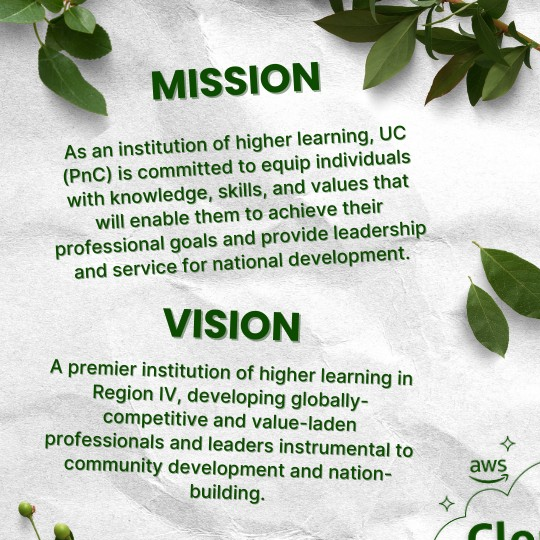 MISSION
As an institution of higher learning, UC
(PnC) is committed to equip individuals
with knowledge, skills, and values that
will enable them to achieve their
professional goals and provide leadership
and service for national development.
VISION
A premier institution of higher learning in
Region IV, developing globally-
competitive and value-laden
professionals and leaders instrumental to
community development and nation-
building.
aws